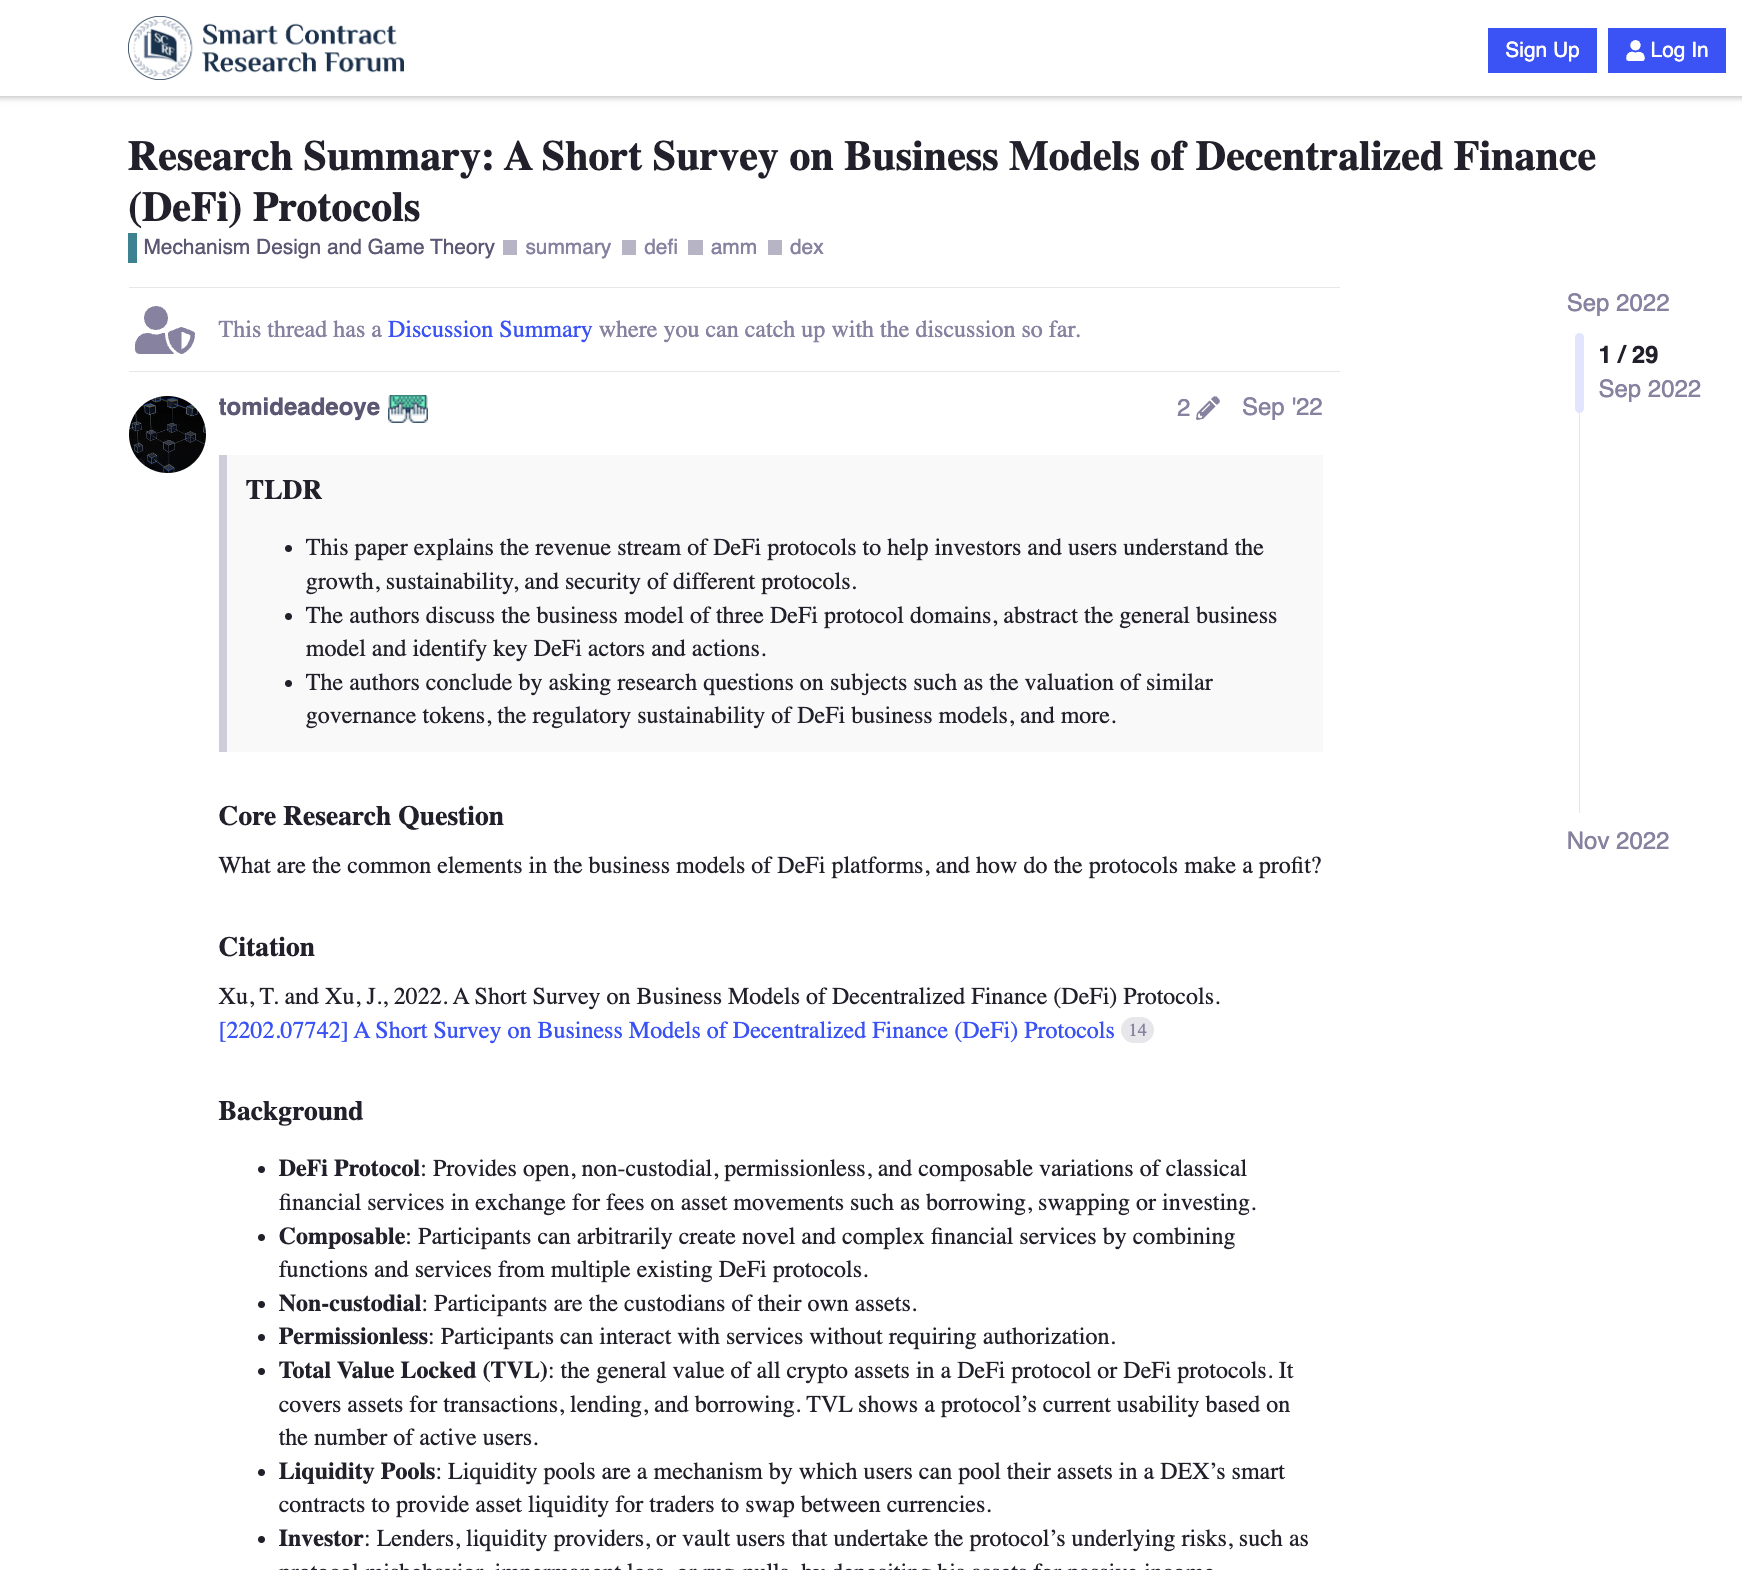 Smart Contract
Research Forum
Sign Up
Log In
Research Summary: A Short Survey on Business Models of Decentralized Finance
(DeFi) Protocols
Mechanism Design and Game Theory summary defi amm dex
This thread has a Discussion Summary where you can catch up with the discussion so far.
Sep 2022
1 / 29
Sep 2022
Nov 2022
tomideadeoye 2 Sep '22
TLDR
• This paper explains the revenue stream of DeFi protocols to help investors and users understand the
growth, sustainability, and security of different protocols.
• The authors discuss the business model of three DeFi protocol domains, abstract the general business
model and identify key DeFi actors and actions.
• The authors conclude by asking research questions on subjects such as the valuation of similar
governance tokens, the regulatory sustainability of DeFi business models, and more.
Core Research Question
What are the common elements in the business models of DeFi platforms, and how do the protocols make a profit?
Citation
Xu, T. and Xu, J., 2022. A Short Survey on Business Models of Decentralized Finance (DeFi) Protocols.
[2202.07742] A Short Survey on Business Models of Decentralized Finance (DeFi) Protocols 14
Background
• DeFi Protocol: Provides open, non-custodial, permissionless, and composable variations of classical
financial services in exchange for fees on asset movements such as borrowing, swapping or investing.
• Composable: Participants can arbitrarily create novel and complex financial services by combining
functions and services from multiple existing DeFi protocols.
• Non-custodial: Participants are the custodians of their own assets.
• Permissionless: Participants can interact with services without requiring authorization.
• Total Value Locked (TVL): the general value of all crypto assets in a DeFi protocol or DeFi protocols. It
covers assets for transactions, lending, and borrowing. TVL shows a protocol’s current usability based on
the number of active users.
• Liquidity Pools: Liquidity pools are a mechanism by which users can pool their assets in a DEX’s smart
contracts to provide asset liquidity for traders to swap between currencies.
• Investor: Lenders, liquidity providers, or vault users that undertake the protocol’s underlying risks, such as